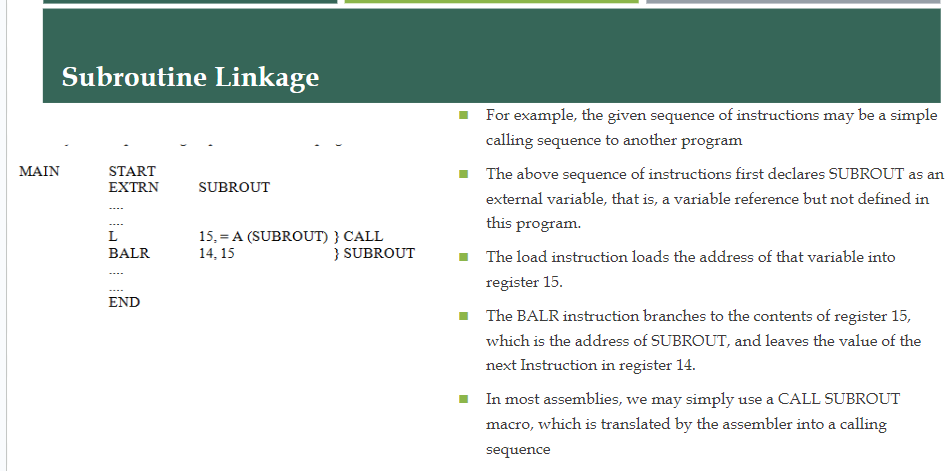 Subroutine Linkage
MAIN START
EXTRN SUBROUT
....
....
L 15, = A (SUBROUT) } CALL
BALR 14, 15 } SUBROUT
....
....
END
For example, the given sequence of instructions may be a simple
calling sequence to another program
The above sequence of instructions first declares SUBROUT as an
external variable, that is, a variable reference but not defined in
this program.
The load instruction loads the address of that variable into
register 15.
The BALR instruction branches to the contents of register 15,
which is the address of SUBROUT, and leaves the value of the
next Instruction in register 14.
In most assemblies, we may simply use a CALL SUBROUT
macro, which is translated by the assembler into a calling
sequence